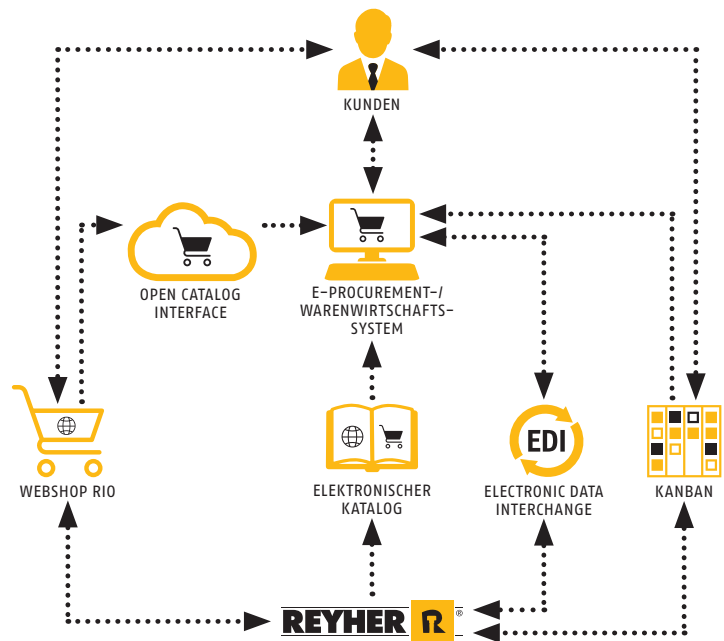 KUNDEN
OPEN CATALOG
INTERFACE
E-PROCUREMENT-/
WARENWIRTSCHAFTS-
SYSTEM
WEBSHOP RIO
ELEKTRONISCHER
KATALOG
EDI
ELECTRONIC DATA
INTERCHANGE
KANBAN
REYHER R ®